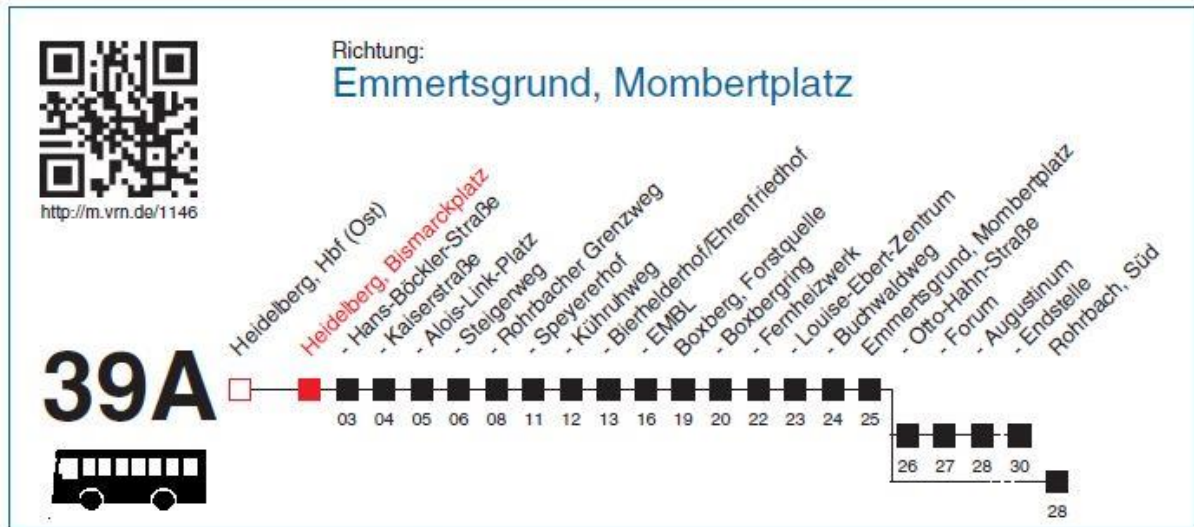 Richtung:
Emmertsgrund, Mombertplatz
http://m.vrn.de/1146
39A
Heidelberg, Hbf (Ost)
Heidelberg, Bismarckplatz
- Hans-Böckler-Straße
- Kaiserstraße
- Alois-Link-Platz
- Steigerweg
- Rohrbacher Grenzweg
- Speyererhof
- Kühruhweg
- Bierhelderhof/Ehrenfriedhof
- EMBL
Boxberg, Forstquelle
- Boxbergring
- Fernheizwerk
- Louise-Ebert-Zentrum
- Buchwaldweg
Emmertsgrund, Mombertplatz
- Otto-Hahn-Straße
- Forum
- Augustinum
- Endstelle
Rohrbach, Süd
03 04 05 06 08 11 12 13 16 19 20 22 23 24 25
26 27 28 30
28